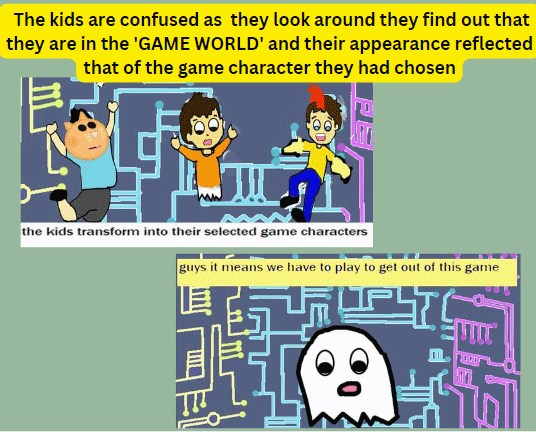 The kids are confused as they look around they find out that
they are in the 'GAME WORLD' and their appearance reflected
that of the game character they had chosen
the kids transform into their selected game characters
guys it means we have to play to get out of this game